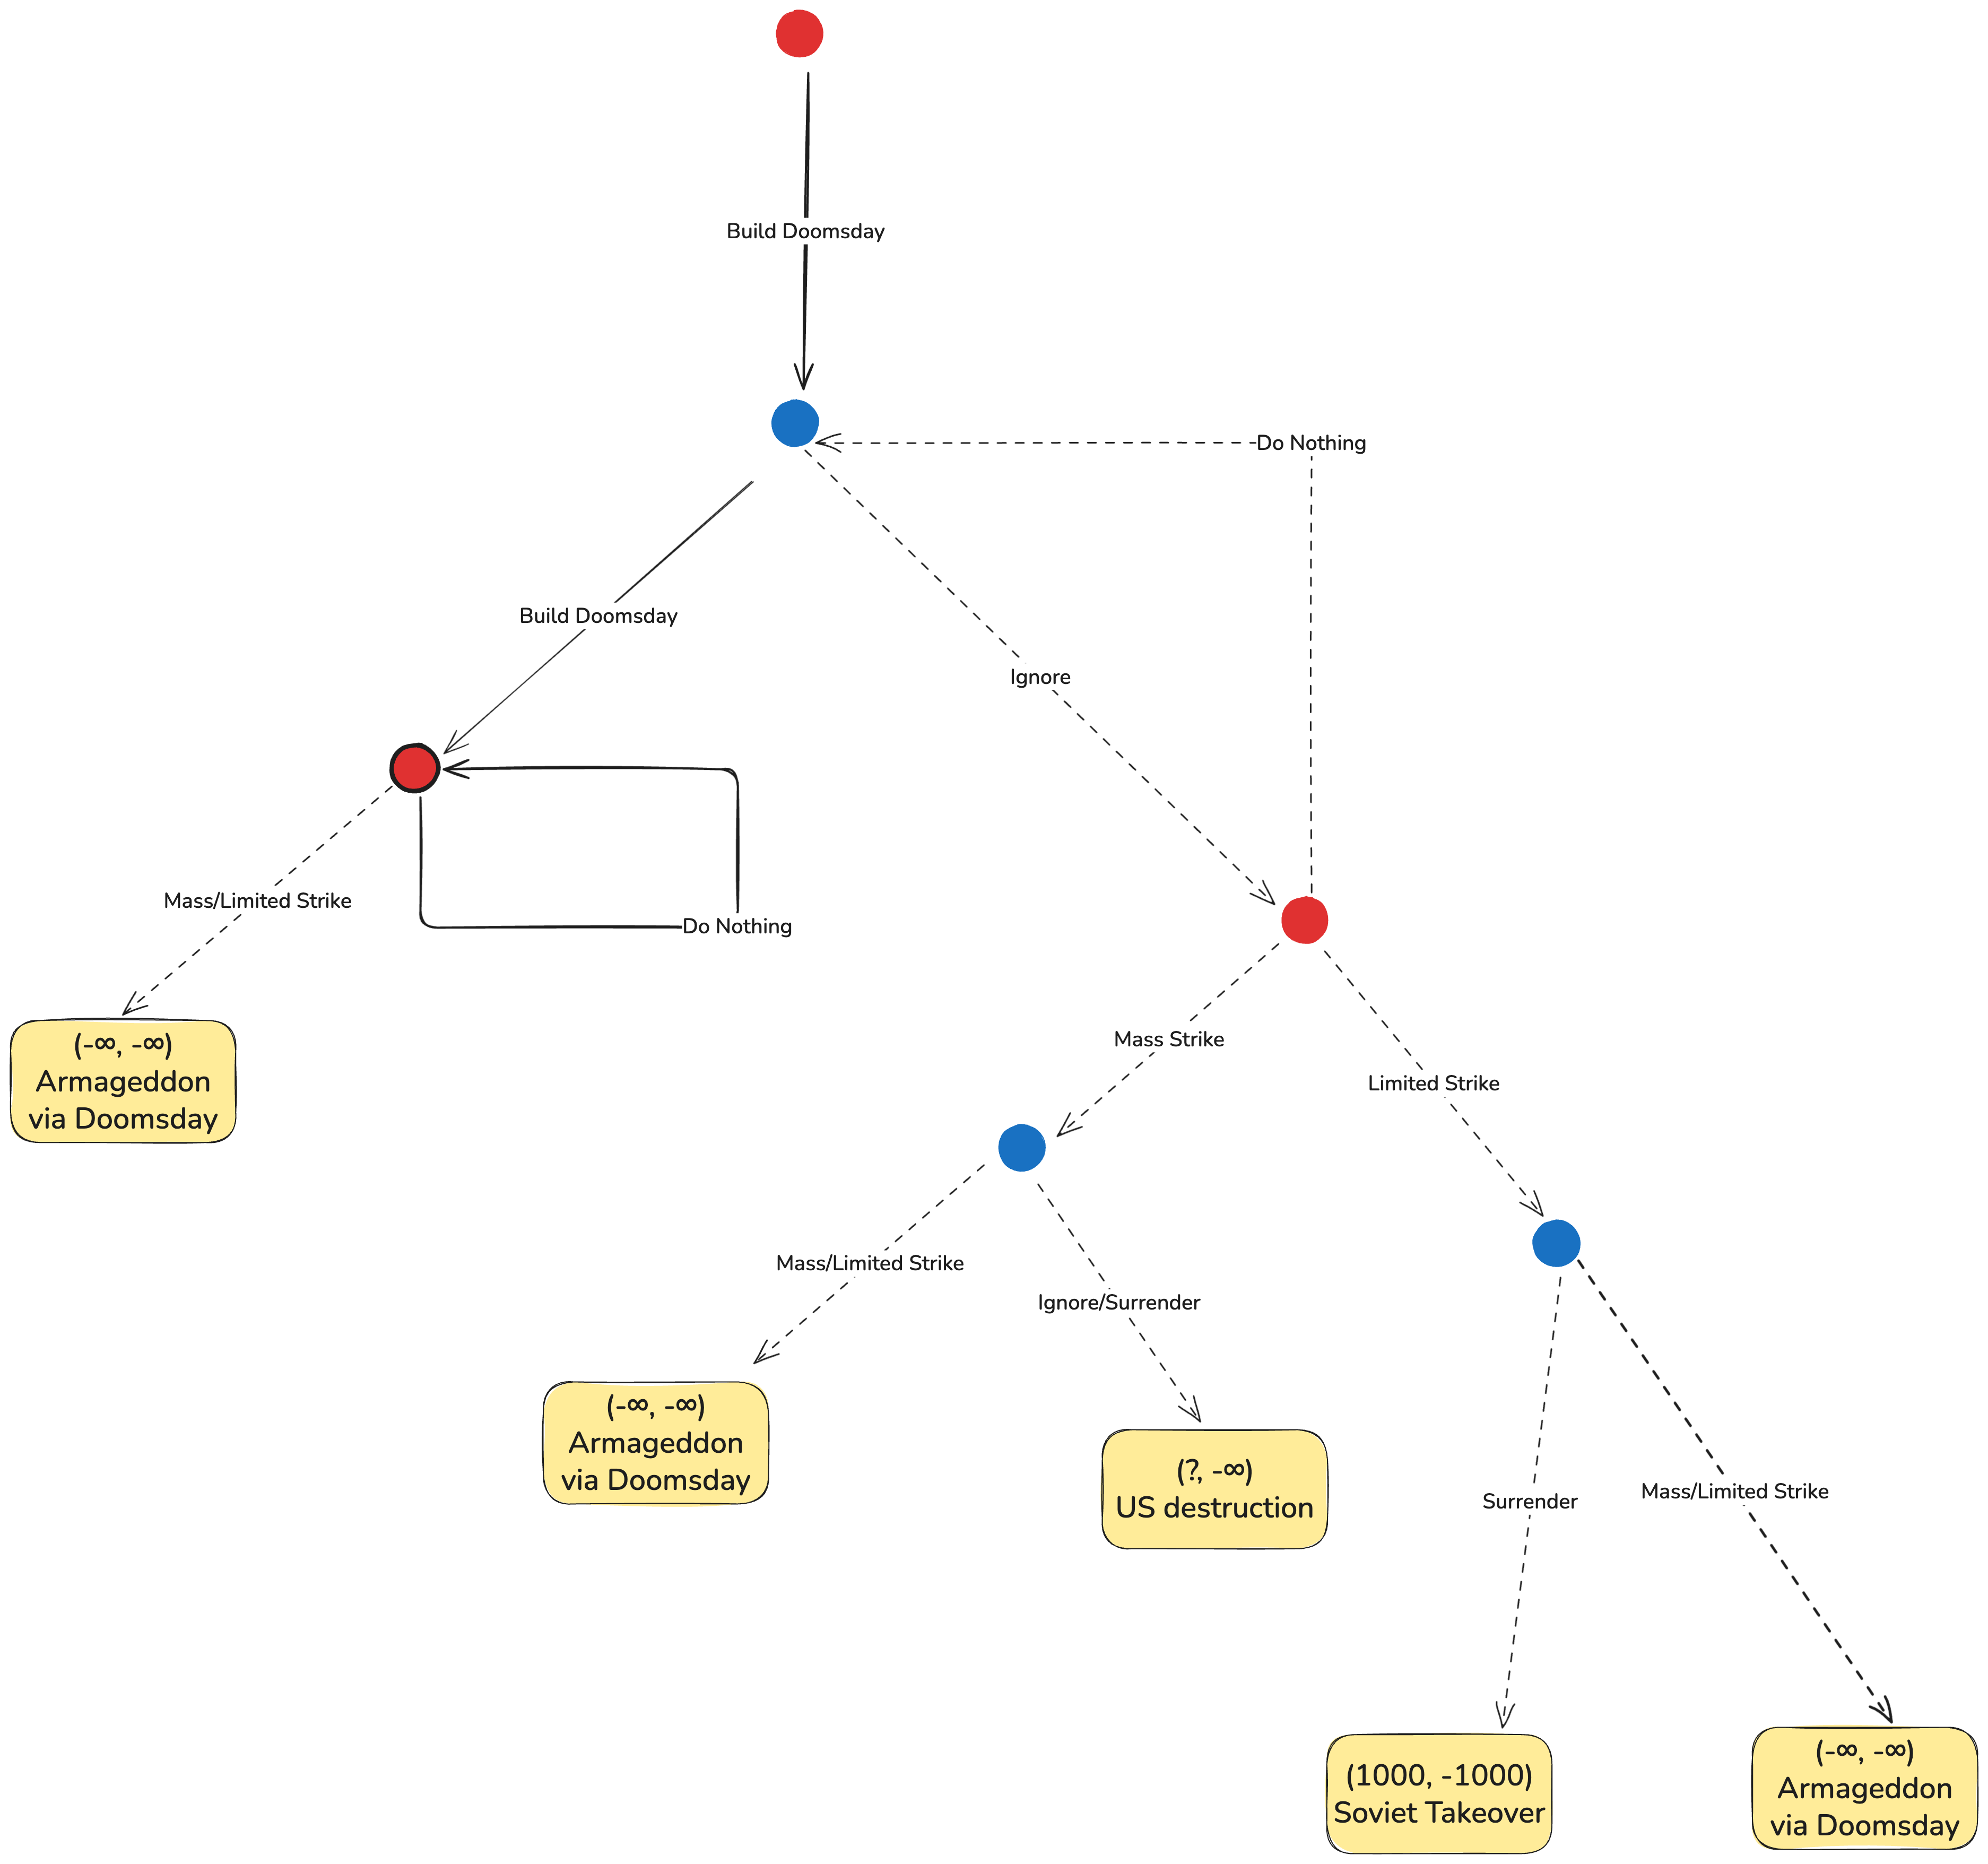 Build Doomsday
Do Nothing
Build Doomsday
Ignore
Mass/Limited Strike
Do Nothing
(-∞, -∞)
Armageddon
via Doomsday
Mass Strike
Limited Strike
Mass/Limited Strike
Ignore/Surrender
(-∞, -∞)
Armageddon
via Doomsday
(?, -∞)
US destruction
Surrender
Mass/Limited Strike
(1000, -1000)
Soviet Takeover
(-∞, -∞)
Armageddon
via Doomsday